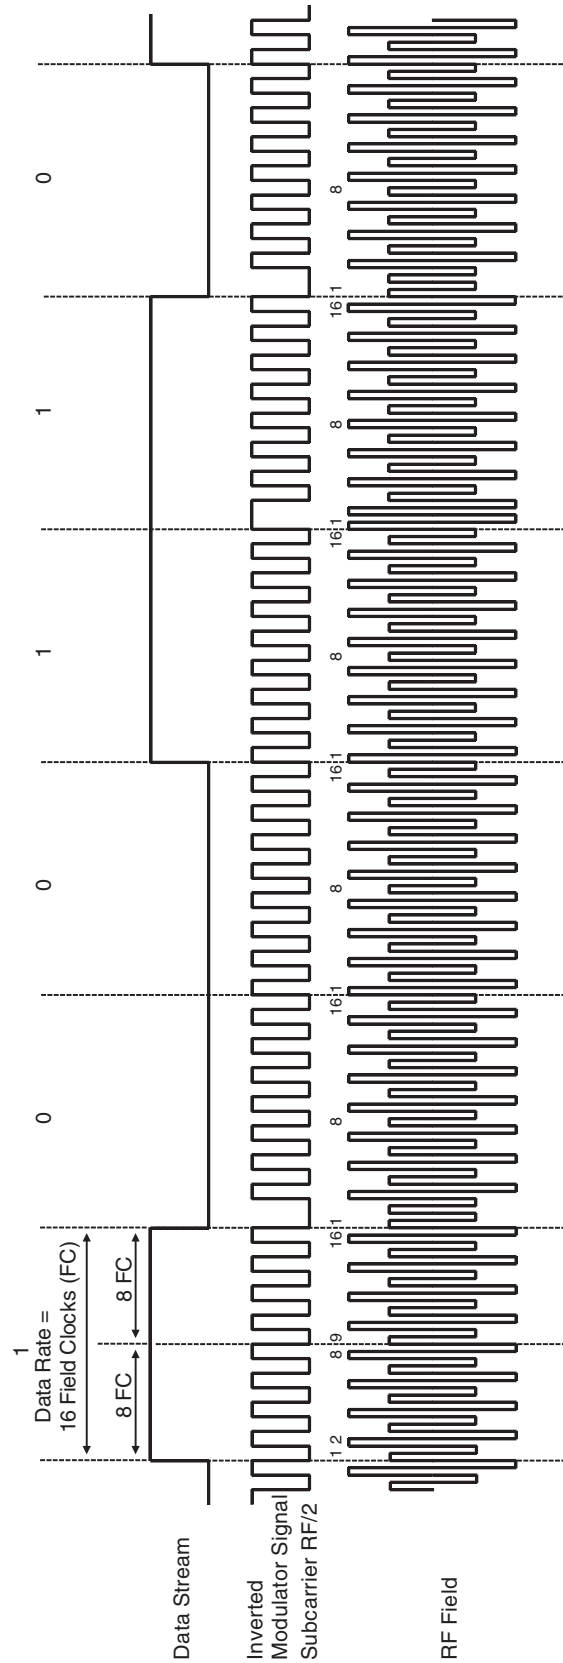 1 0 0 1 1 0
Data Rate =
16 Field Clocks (FC)
8 FC 8 FC
Data Stream
Inverted
Modulator Signal
Subcarrier RF/2
1 2 8 9 16 1 8 16 1 8 16 1 8 16 1 8 16 1 8
RF Field